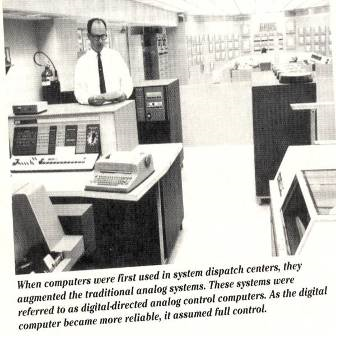 When computers were first used in system dispatch centers, they
augmented the traditional analog systems. These systems were
referred to as digital-directed analog control computers. As the digital
computer became more reliable, it assumed full control.